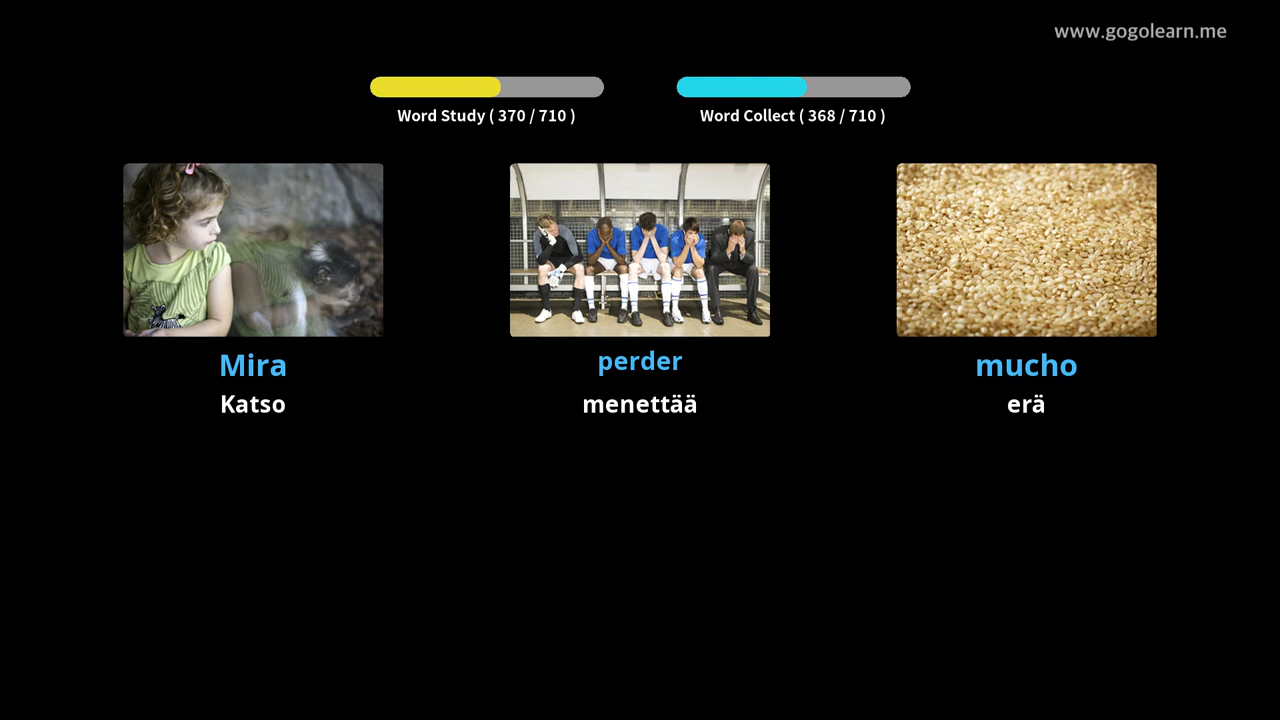 www.gogolearn.me
Word Study ( 370 / 710 )
Word Collect ( 368 / 710 )
Mira
Katso
perder
menettää
mucho
erä